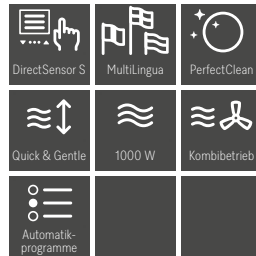 DirectSensor S
MultiLingua
PerfectClean
Quick & Gentle
1000 W
Kombibetrieb
Automatik-
programme